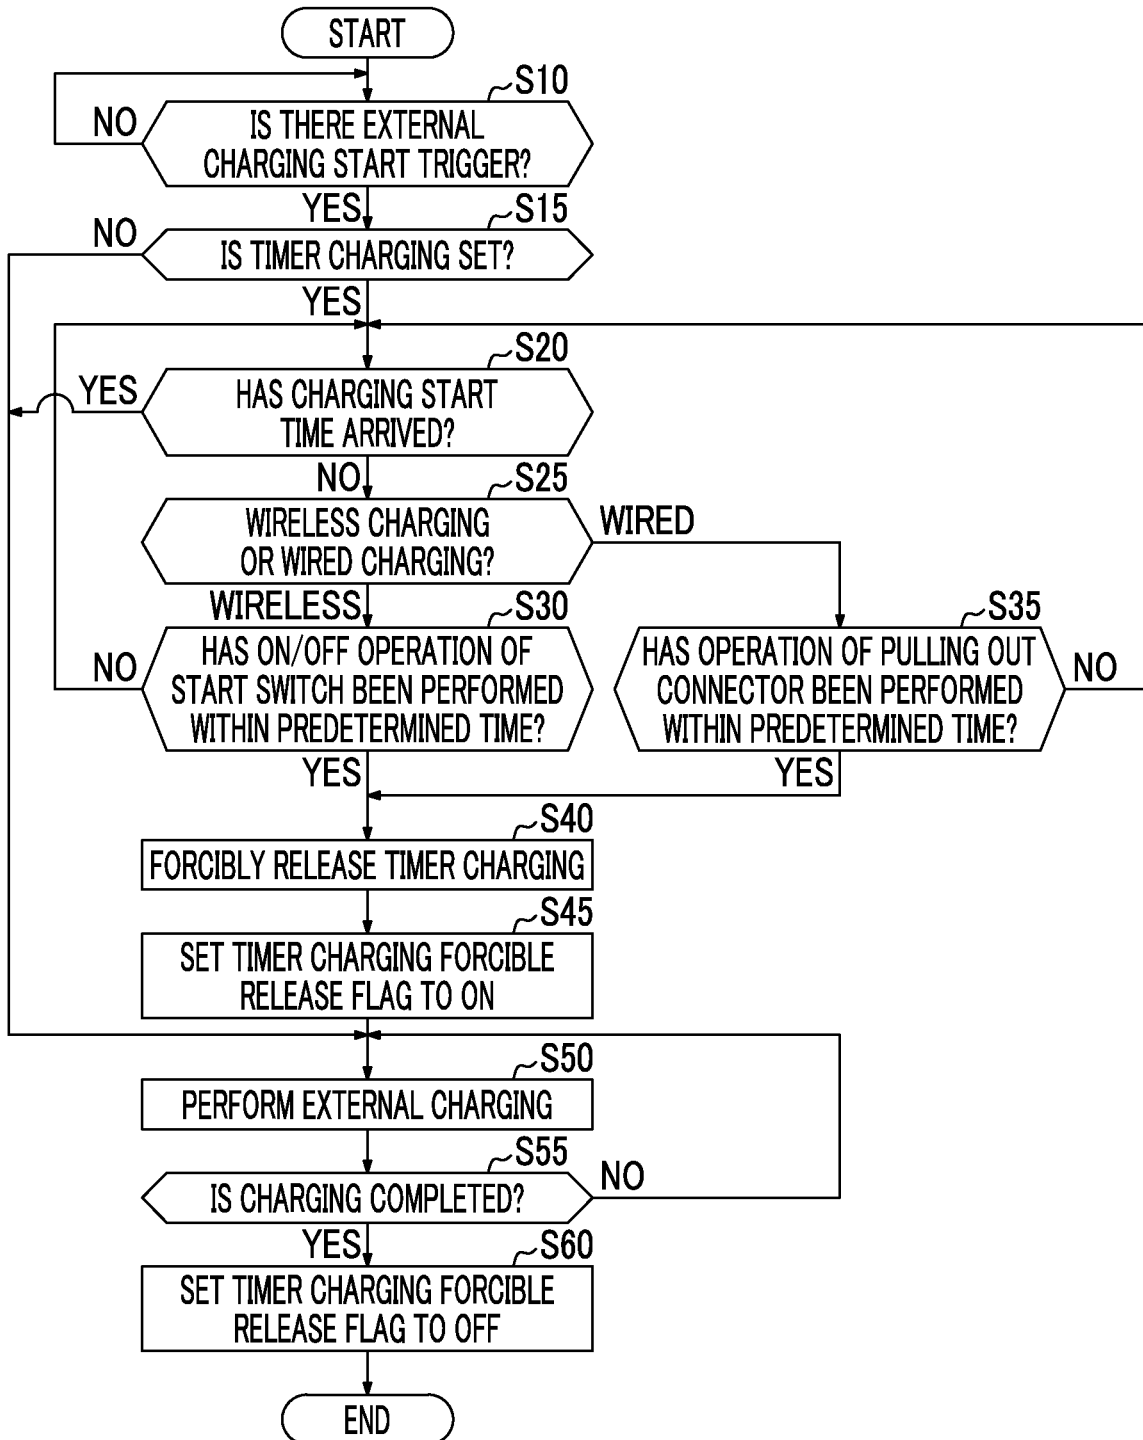 START
S10
NO
IS THERE EXTERNAL
CHARGING START TRIGGER?
YES
S15
NO
IS TIMER CHARGING SET?
YES
S20
YES
HAS CHARGING START
TIME ARRIVED?
NO
S25
WIRELESS CHARGING
OR WIRED CHARGING?
WIRED
WIRELESS
S30
NO
HAS ON/OFF OPERATION OF
START SWITCH BEEN PERFORMED
WITHIN PREDETERMINED TIME?
S35
HAS OPERATION OF PULLING OUT
CONNECTOR BEEN PERFORMED
WITHIN PREDETERMINED TIME?
NO
YES
YES
S40
FORCIBLY RELEASE TIMER CHARGING
S45
SET TIMER CHARGING FORCIBLE
RELEASE FLAG TO ON
S50
PERFORM EXTERNAL CHARGING
S55
IS CHARGING COMPLETED?
NO
YES
S60
SET TIMER CHARGING FORCIBLE
RELEASE FLAG TO OFF
END